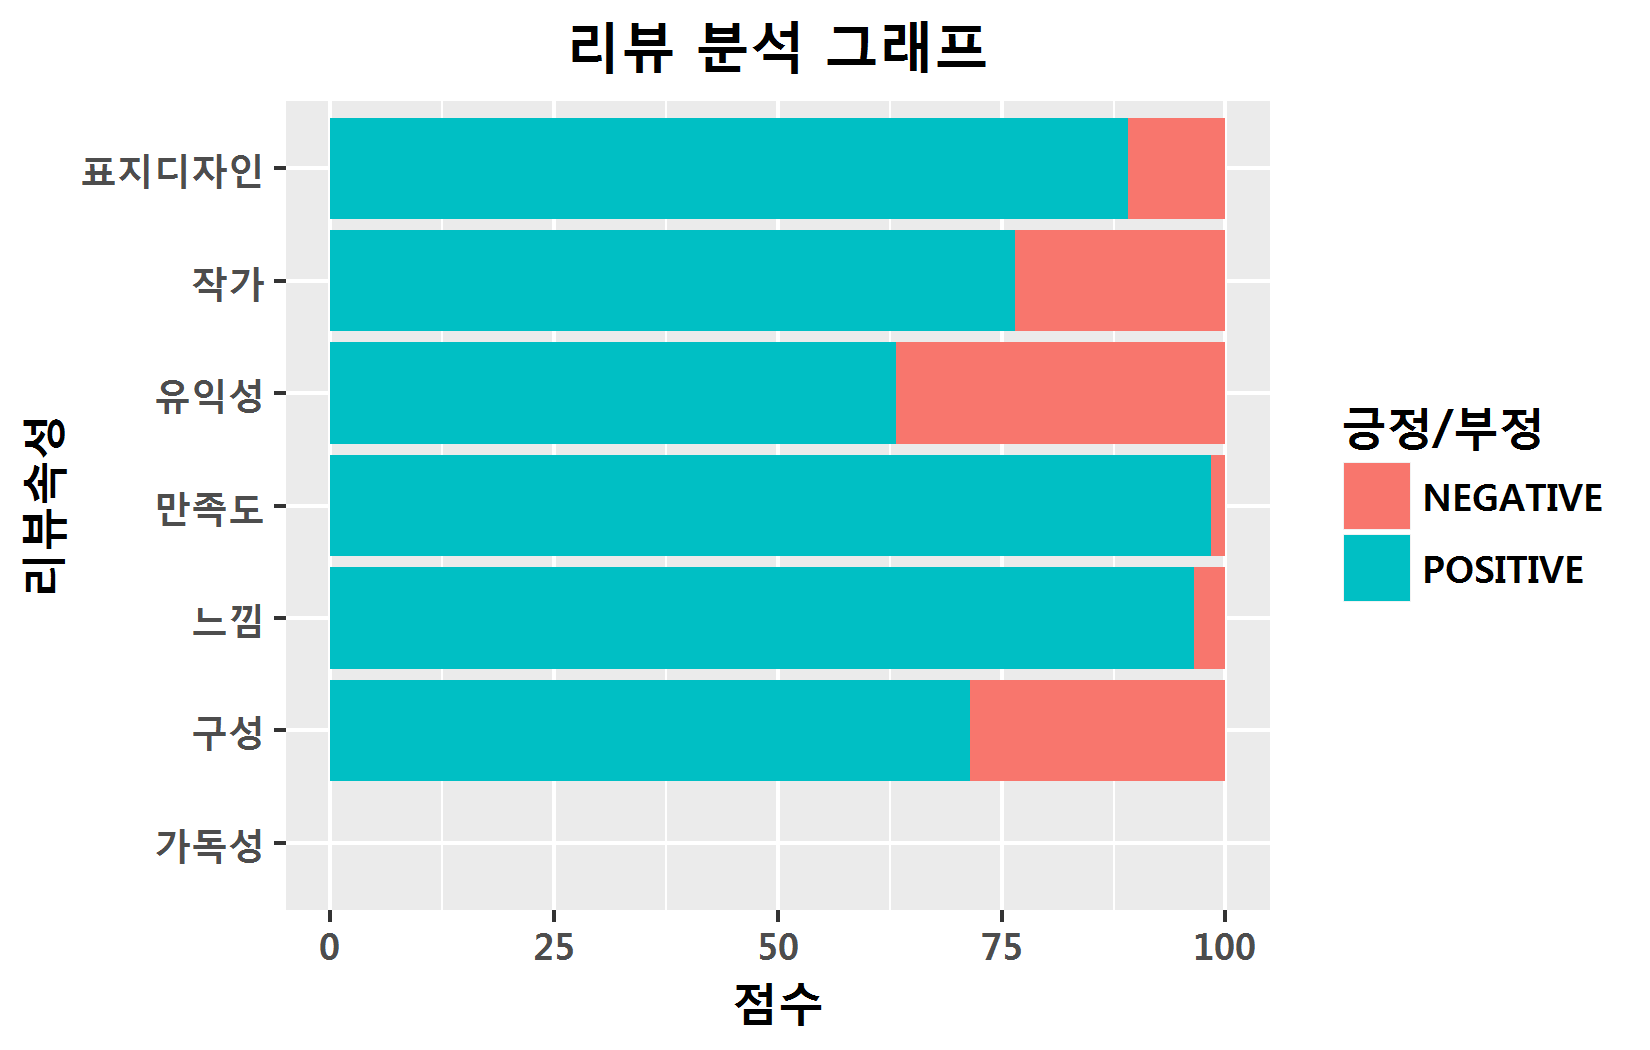 리뷰 분석 그래프
리뷰속성
표지디자인
작가
유익성
만족도
느낌
구성
가독성
0 25 50 75 100
점수
긍정/부정
NEGATIVE
POSITIVE